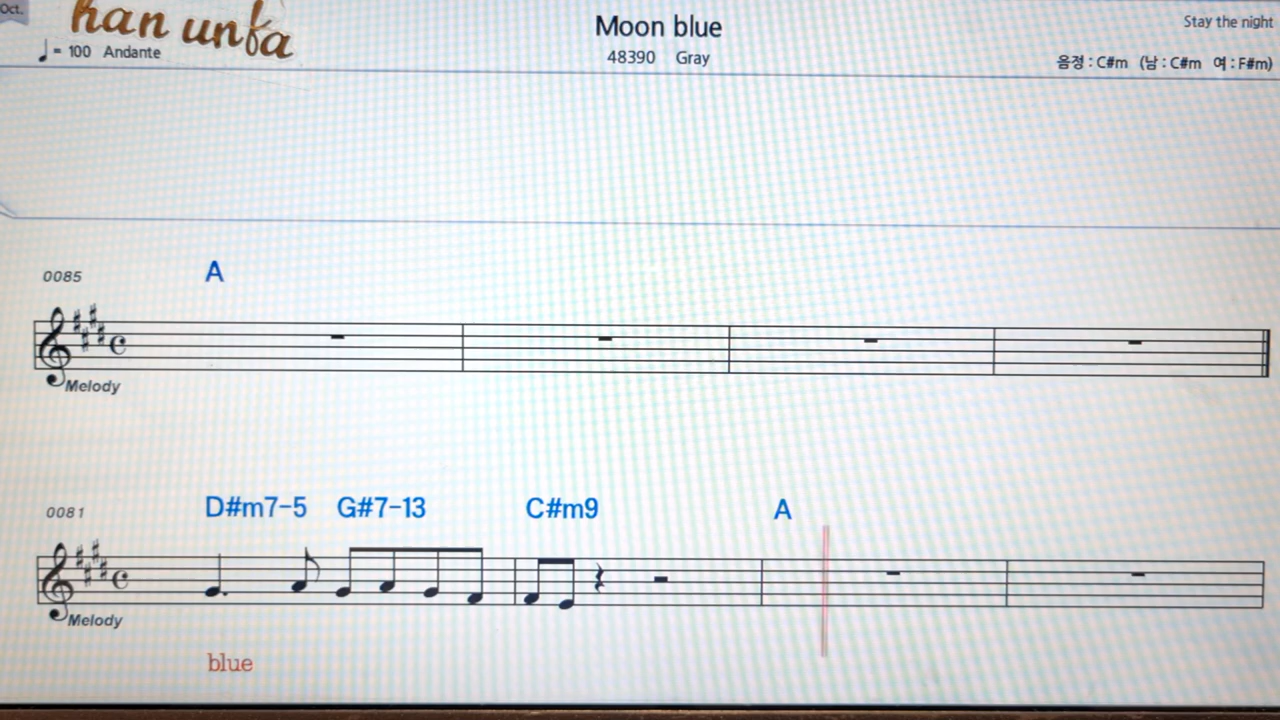 Oct.
han unfa
= 100 Andante
Moon blue
48390 Gray
Stay the night
음정 : C#m (남 : C#m 여 : F#m)
0085
A
Melody
0081
D#m7-5 G#7-13 C#m9 A
Melody
blue